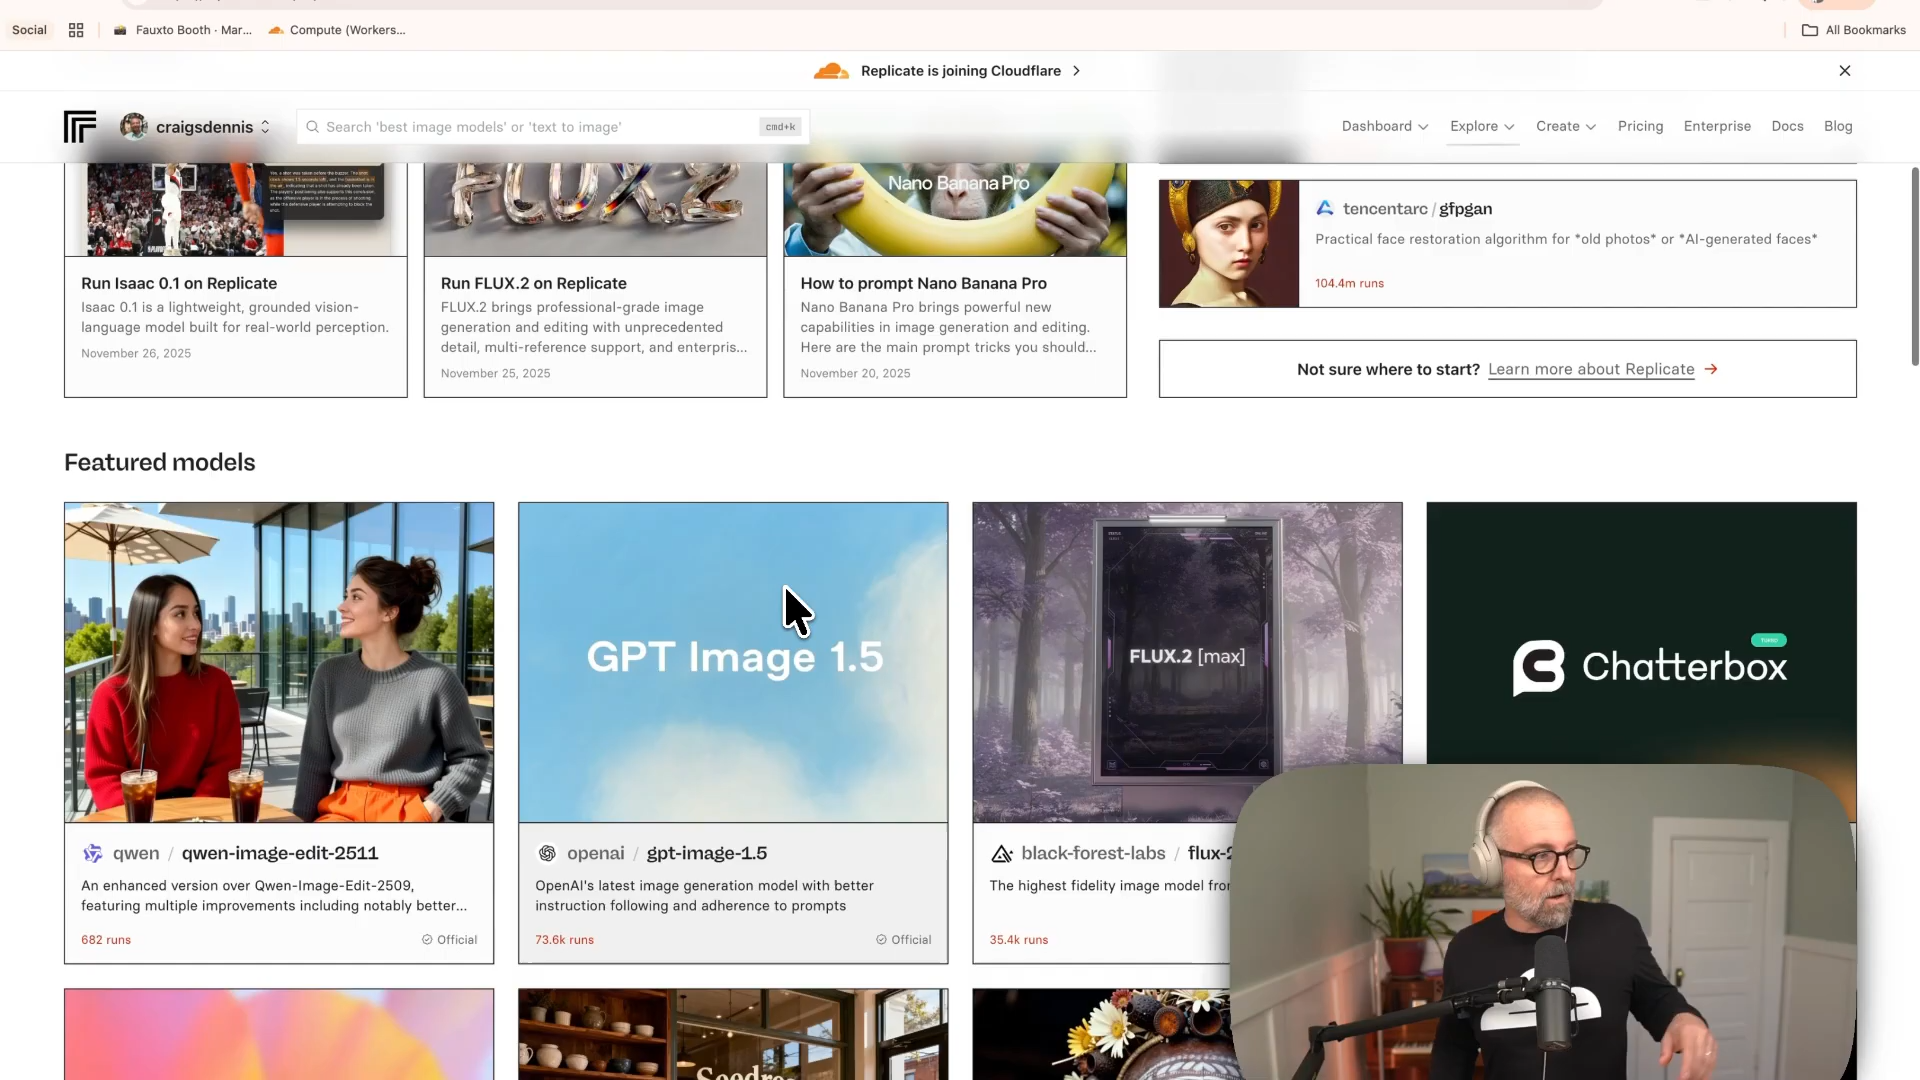 Social
Fauxto Booth · Mar...
Compute (Workers...
All Bookmarks
Replicate is joining Cloudflare
craigsdennis
Search 'best image models' or 'text to image'
cmd+k
Dashboard
Explore
Create
Pricing
Enterprise
Docs
Blog
FLUX.2
Nano Banana Pro
Run Isaac 0.1 on Replicate
Isaac 0.1 is a lightweight, grounded vision-
language model built for real-world perception.
November 26, 2025
Run FLUX.2 on Replicate
FLUX.2 brings professional-grade image
generation and editing with unprecedented
detail, multi-reference support, and enterpris...
November 25, 2025
How to prompt Nano Banana Pro
Nano Banana Pro brings powerful new
capabilities in image generation and editing.
Here are the main prompt tricks you should...
November 20, 2025
tencentarc / gfpgan
Practical face restoration algorithm for *old photos* or *AI-generated faces*
104.4m runs
Not sure where to start? Learn more about Replicate →
Featured models
GPT Image 1.5
FLUX.2 [max]
TURBO
Chatterbox
qwen / qwen-image-edit-2511
An enhanced version over Qwen-Image-Edit-2509,
featuring multiple improvements including notably better...
682 runs
Official
openai / gpt-image-1.5
OpenAI's latest image generation model with better
instruction following and adherence to prompts
73.6k runs
Official
black-forest-labs / flux-2
The highest fidelity image model fro
35.4k runs